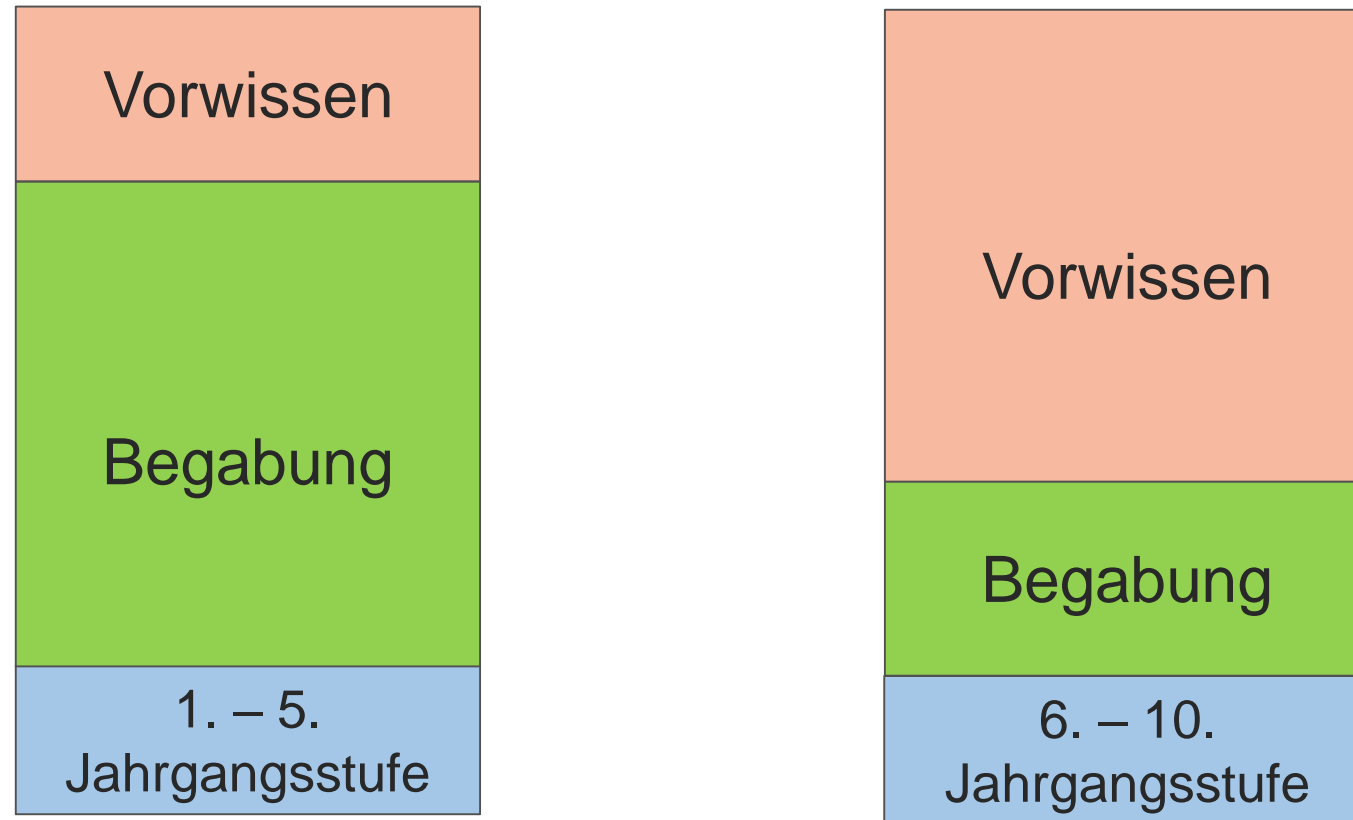 Vorwissen
Begabung
1. – 5.
Jahrgangsstufe
Vorwissen
Begabung
6. – 10.
Jahrgangsstufe